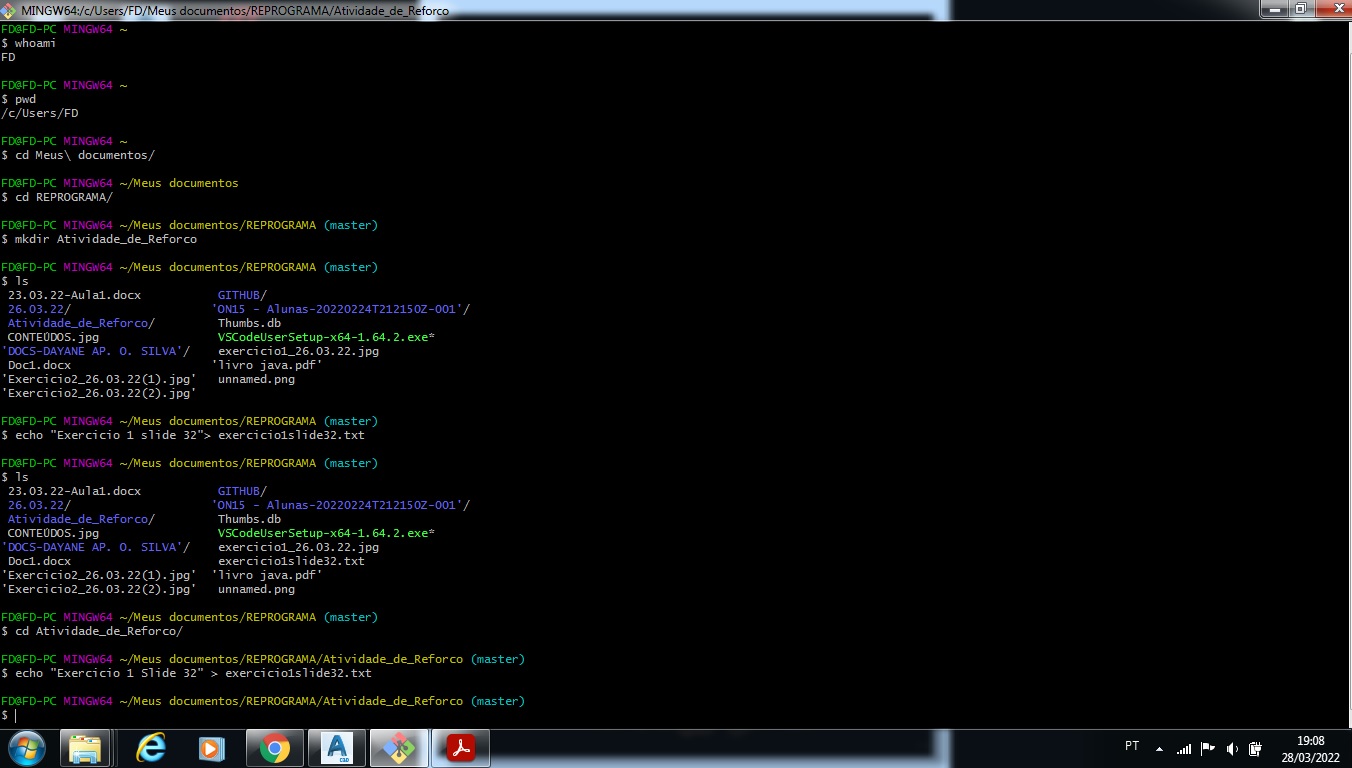 MINGW64:/c/Users/FD/Meus documentos/REPROGRAMA/Atividade_de_Reforco
FD@FD-PC MINGW64 ~
$ whoami
FD
FD@FD-PC MINGW64 ~
$ pwd
/c/Users/FD
FD@FD-PC MINGW64 ~
$ cd Meus\ documentos/
FD@FD-PC MINGW64 ~/Meus documentos
$ cd REPROGRAMA/
FD@FD-PC MINGW64 ~/Meus documentos/REPROGRAMA (master)
$ mkdir Atividade_de_Reforco
FD@FD-PC MINGW64 ~/Meus documentos/REPROGRAMA (master)
$ ls
23.03.22-Aula1.docx GITHUB/
26.03.22/ 'ON15 - Alunas-20220224T212150Z-001'/
Atividade_de_Reforco/ Thumbs.db
CONTEÚDOS.jpg VSCodeUserSetup-x64-1.64.2.exe*
'DOCS-DAYANE AP. O. SILVA'/ exercicio1_26.03.22.jpg
Doc1.docx 'livro java.pdf'
'Exercicio2_26.03.22(1).jpg' unnamed.png
'Exercicio2_26.03.22(2).jpg'
FD@FD-PC MINGW64 ~/Meus documentos/REPROGRAMA (master)
$ echo "Exercicio 1 slide 32"> exercicio1slide32.txt
FD@FD-PC MINGW64 ~/Meus documentos/REPROGRAMA (master)
$ ls
23.03.22-Aula1.docx GITHUB/
26.03.22/ 'ON15 - Alunas-20220224T212150Z-001'/
Atividade_de_Reforco/ Thumbs.db
CONTEÚDOS.jpg VSCodeUserSetup-x64-1.64.2.exe*
'DOCS-DAYANE AP. O. SILVA'/ exercicio1_26.03.22.jpg
Doc1.docx exercicio1slide32.txt
'Exercicio2_26.03.22(1).jpg' 'livro java.pdf'
'Exercicio2_26.03.22(2).jpg' unnamed.png
FD@FD-PC MINGW64 ~/Meus documentos/REPROGRAMA (master)
$ cd Atividade_de_Reforco/
FD@FD-PC MINGW64 ~/Meus documentos/REPROGRAMA/Atividade_de_Reforco (master)
$ echo "Exercicio 1 Slide 32" > exercicio1slide32.txt
FD@FD-PC MINGW64 ~/Meus documentos/REPROGRAMA/Atividade_de_Reforco (master)
$
A
CAD
PT
19:08
28/03/2022